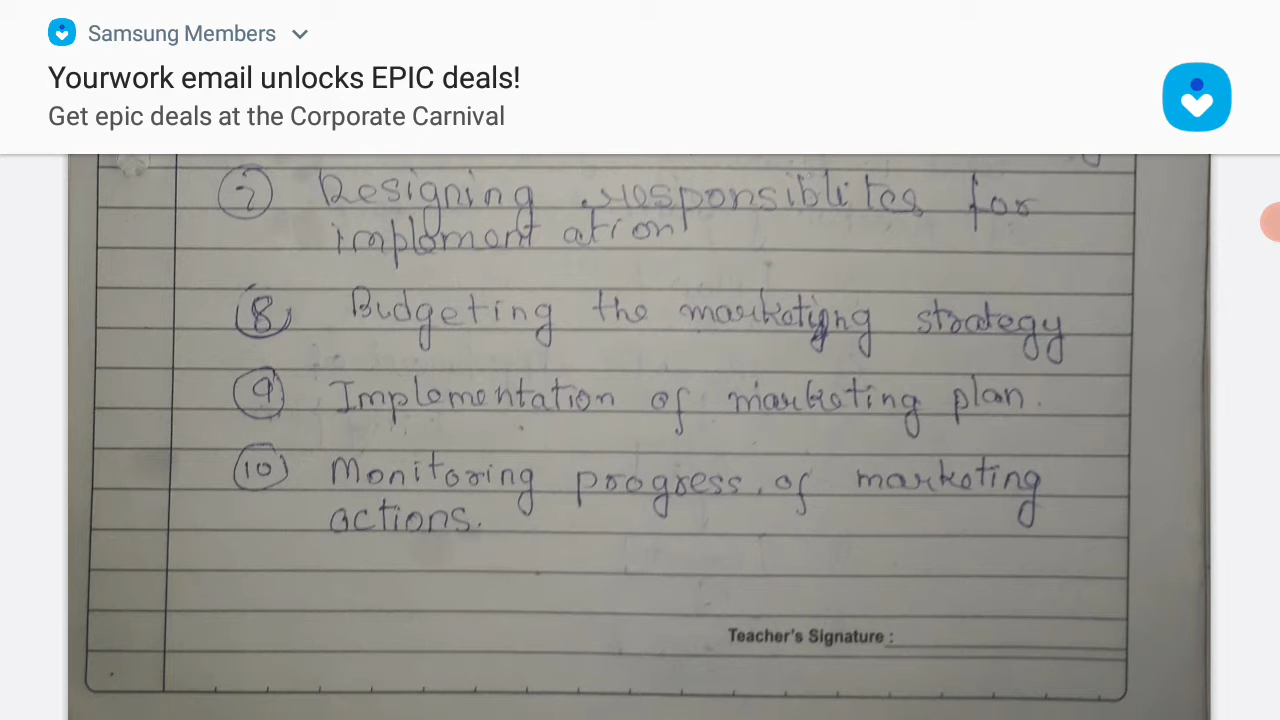 Samsung Members
Yourwork email unlocks EPIC deals!
Get epic deals at the Corporate Carnival
7 Designing responsiblites for
implementation
8 Budgeting the marketing strategy
9 Implementation of marketing plan.
10 Monitoring progress of marketing
actions.
Teacher's Signature :